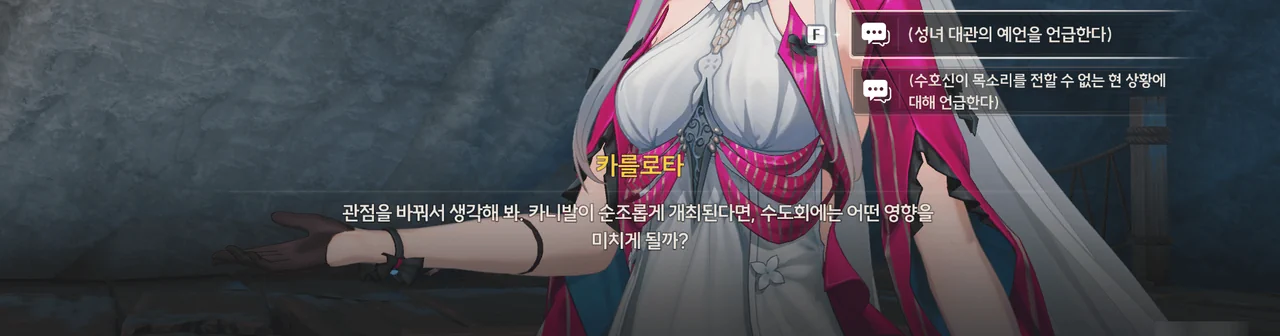 F
(성녀 대관의 예언을 언급한다)
(수호신이 목소리를 전할 수 없는 현 상황에
대해 언급한다)
카를로타
관점을 바꿔서 생각해 봐. 카니발이 순조롭게 개최된다면, 수도회에는 어떤 영향을
미치게 될까?